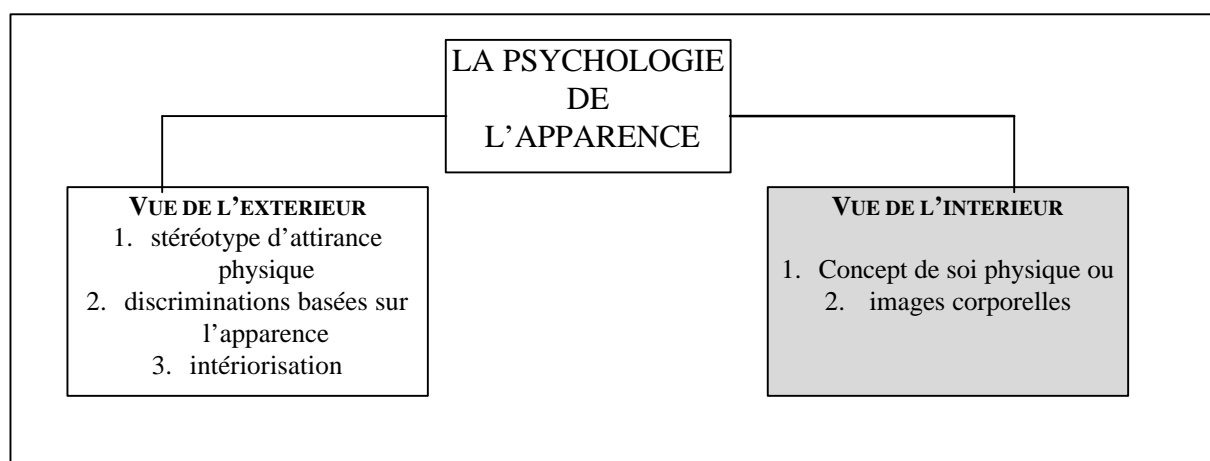 LA PSYCHOLOGIE
DE
L’APPARENCE
VUE DE L’EXTERIEUR
1. stéréotype d’attirance
physique
2. discriminations basées sur
l’apparence
3. intériorisation
VUE DE L’INTERIEUR
1. Concept de soi physique ou
2. images corporelles